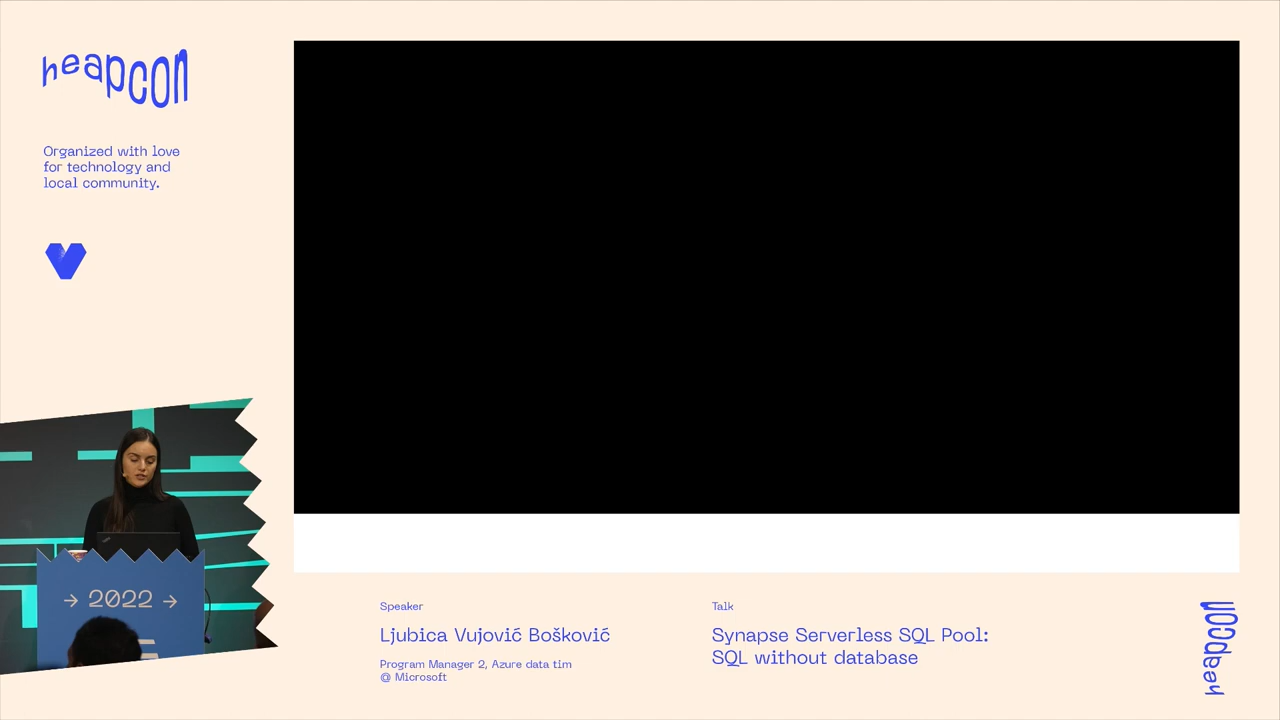 heapcon
Organized with love
for technology and
local community.
→ 2022 →
Speaker
Ljubica Vujović Bošković
Program Manager 2, Azure data tim
@ Microsoft
Talk
Synapse Serverless SQL Pool:
SQL without database
heapcon